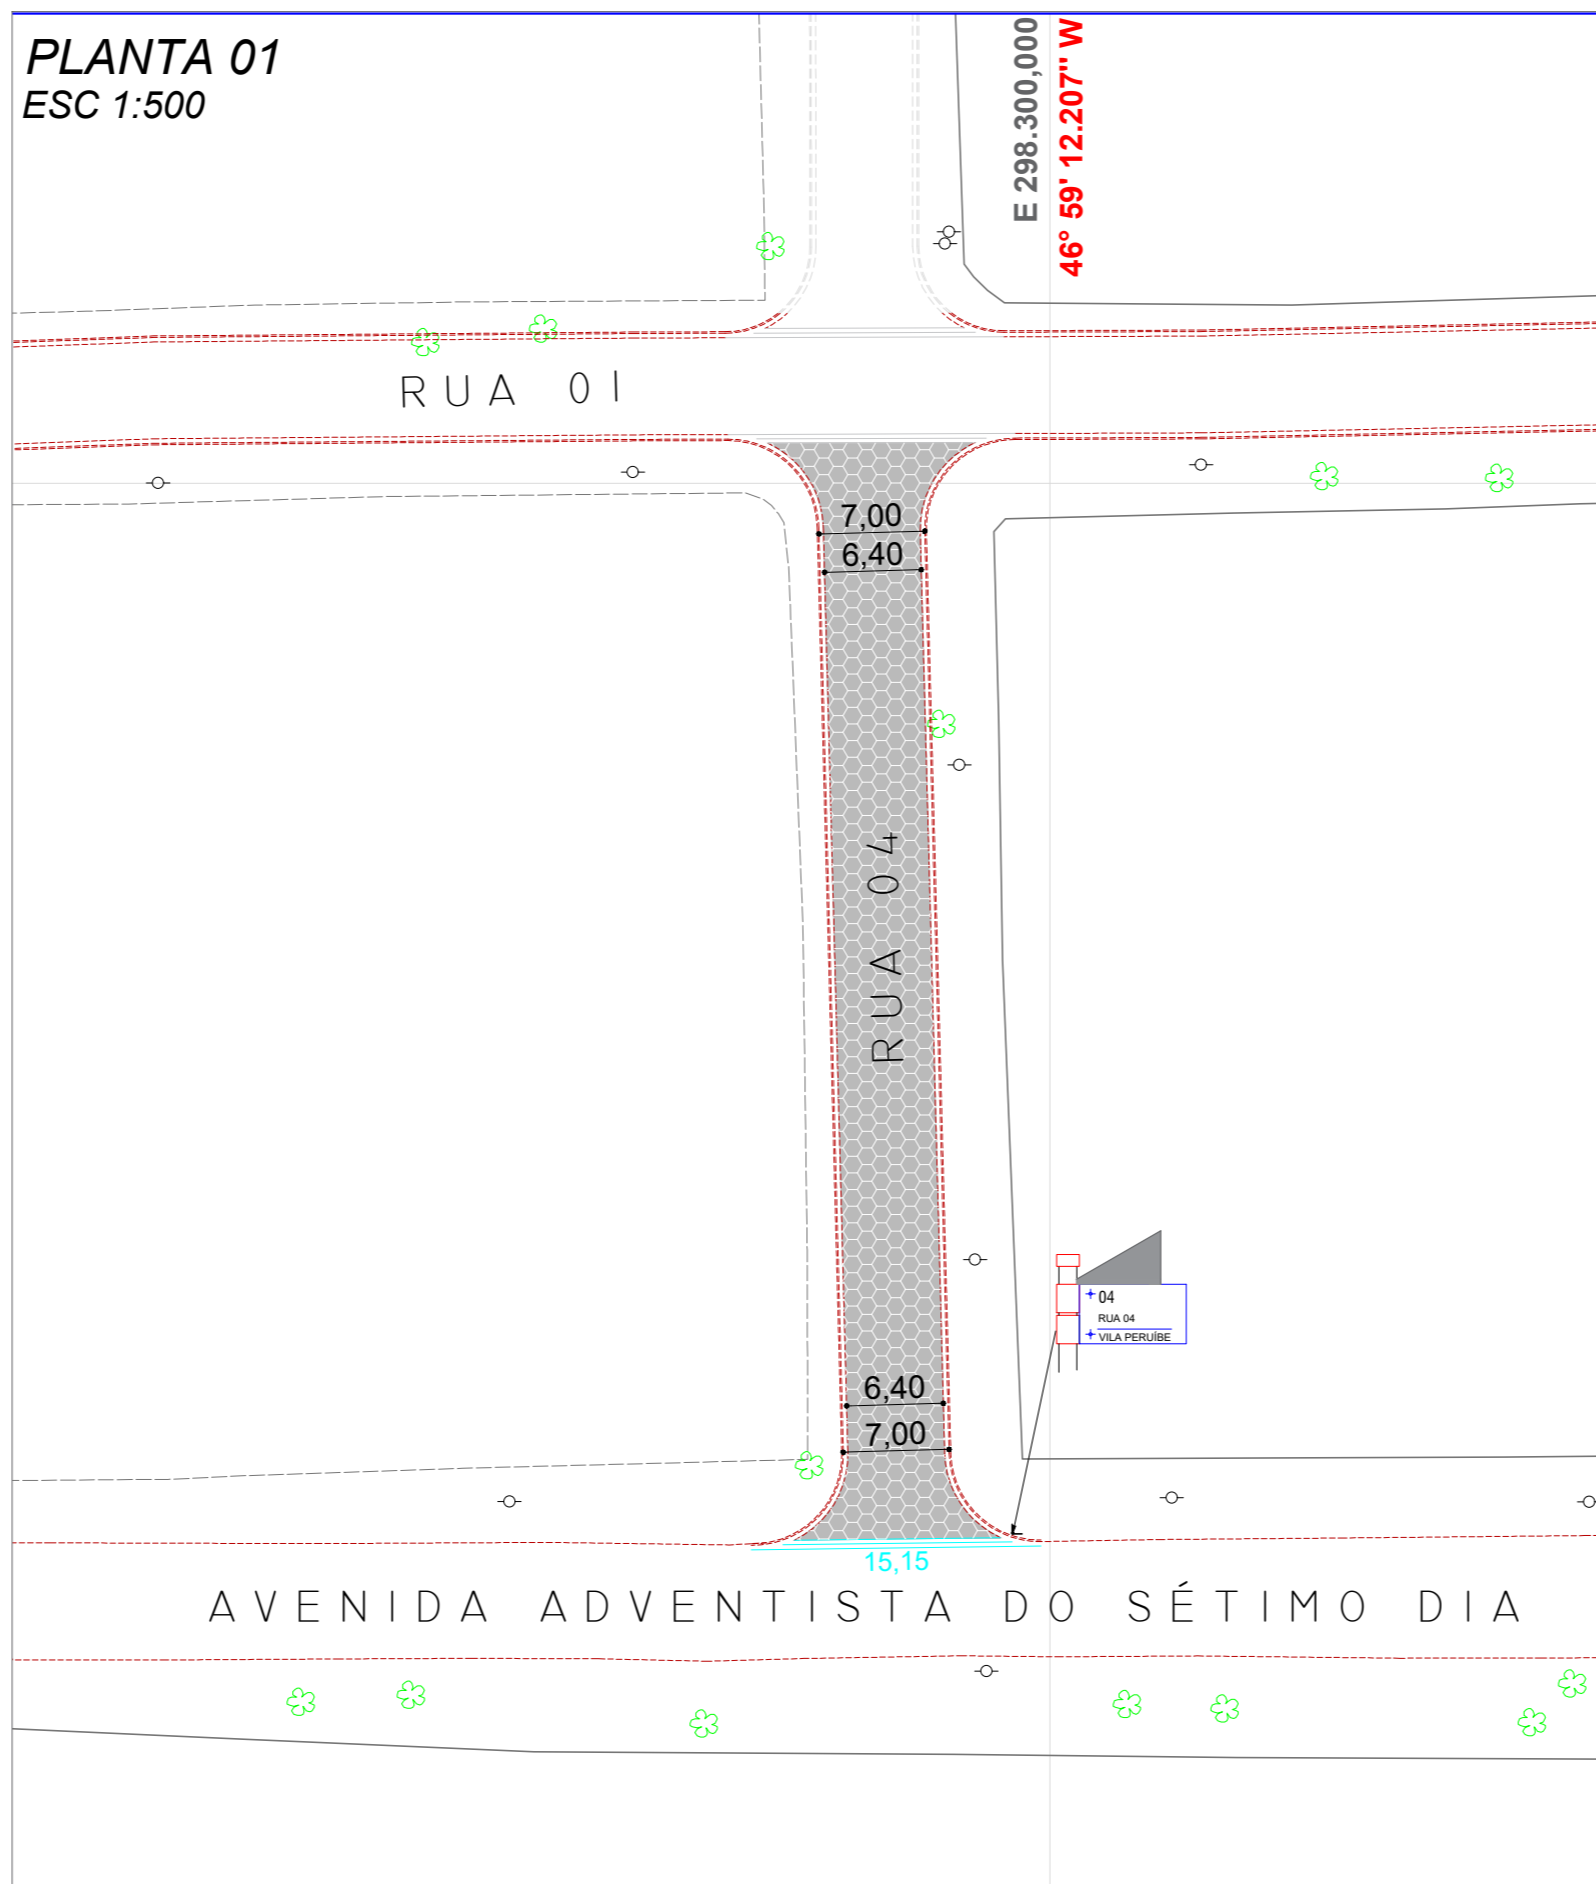 PLANTA 01
ESC 1:500
E 298.300,000
46° 59' 12.207" W
RUA 01
7,00
6,40
RUA 04
04
RUA 04
VILA PERUÍBE
6,40
7,00
15,15
AVENIDA ADVENTISTA DO SÉTIMO DIA